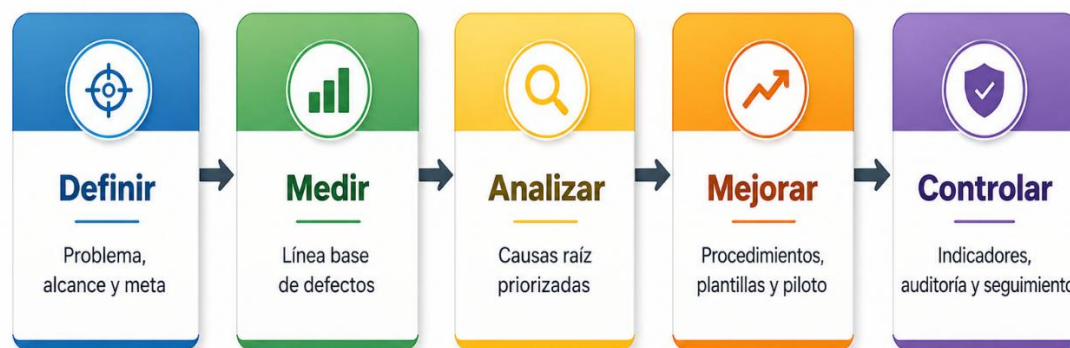 Definir
Problema,
alcance y meta
Medir
Línea base
de defectos
Analizar
Causas raíz
priorizadas
Mejorar
Procedimientos,
plantillas y piloto
Controlar
Indicadores,
auditoría y seguimiento